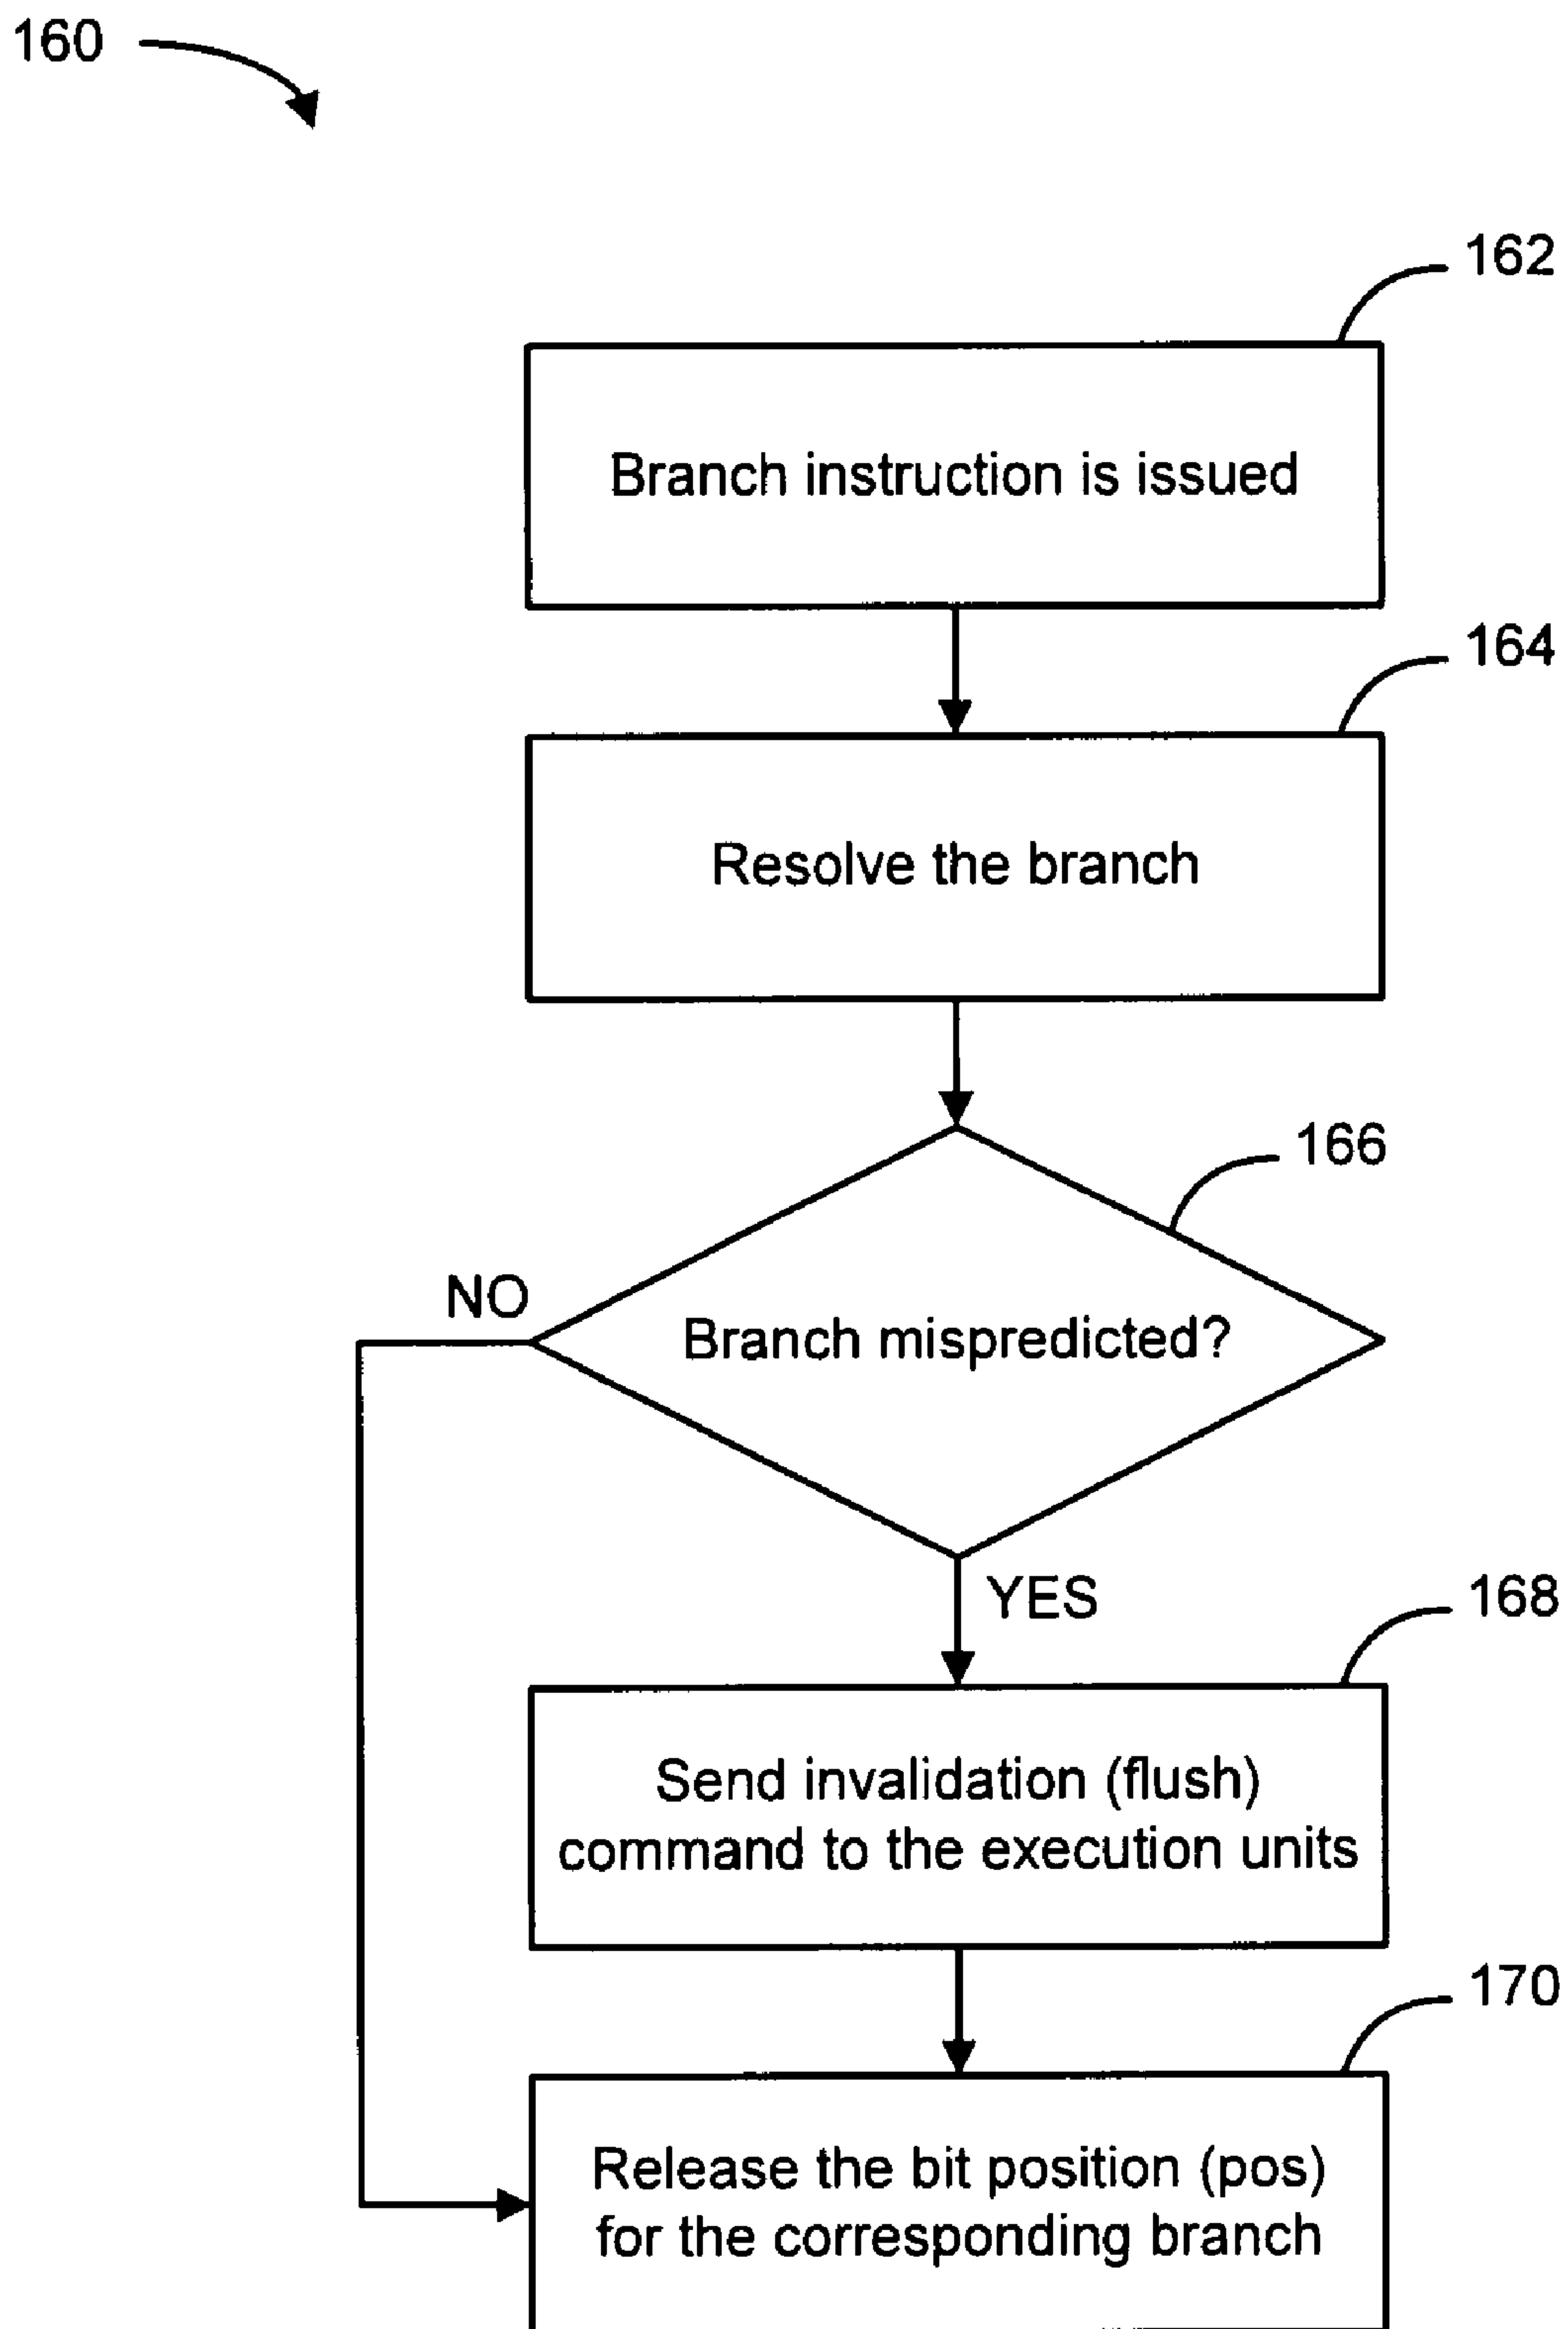 160
162
Branch instruction is issued
164
Resolve the branch
166
NO
Branch mispredicted?
YES
168
Send invalidation (flush)
command to the execution units
170
Release the bit position (pos)
for the corresponding branch